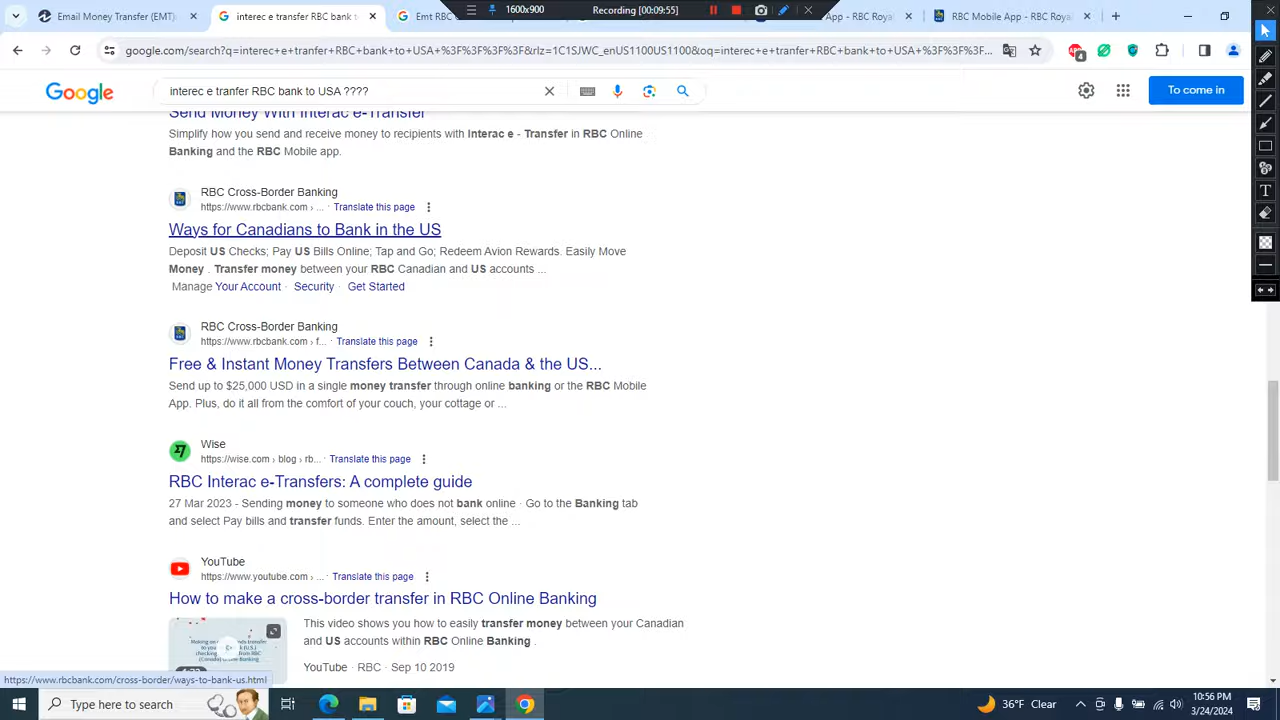 1600x900
Recording [00:09:55]
Email Money Transfer (EMT)
interec e tranfer RBC bank to
Emt RBC
App - RBC Roya
RBC Mobile App - RBC Roya
google.com/search?q=interec+e+tranfer+RBC+bank+to+USA+%3F%3F%3F%3F&rlz=1C1SJWC_enUS1100US1100&oq=interec+e+tranfer+RBC+bank+to+USA+%3F%3F%3F%3F&gs_l...
4
Google
interec e tranfer RBC bank to USA ????
To come in
Send Money With Interac e-Transfer
Simplify how you send and receive money to recipients with Interac e - Transfer in RBC Online
Banking and the RBC Mobile app.
RBC Cross-Border Banking
https://www.rbcbank.com › ... · Translate this page
Ways for Canadians to Bank in the US
Deposit US Checks; Pay US Bills Online; Tap and Go; Redeem Avion Rewards. Easily Move
Money . Transfer money between your RBC Canadian and US accounts ...
Manage Your Account · Security · Get Started
RBC Cross-Border Banking
https://www.rbcbank.com › f... · Translate this page
Free & Instant Money Transfers Between Canada & the US...
Send up to $25,000 USD in a single money transfer through online banking or the RBC Mobile
App. Plus, do it all from the comfort of your couch, your cottage or ...
Wise
https://wise.com › blog › rb... · Translate this page
RBC Interac e-Transfers: A complete guide
27 Mar 2023 - Sending money to someone who does not bank online · Go to the Banking tab
and select Pay bills and transfer funds. Enter the amount, select the ...
YouTube
https://www.youtube.com › ... · Translate this page
How to make a cross-border transfer in RBC Online Banking
This video shows you how to easily transfer money between your Canadian
and US accounts within RBC Online Banking .
YouTube · RBC · Sep 10 2019
https://www.rbcbank.com/cross-border/ways-to-bank-us.html
Type here to search
36°F Clear
10:56 PM
3/24/2024